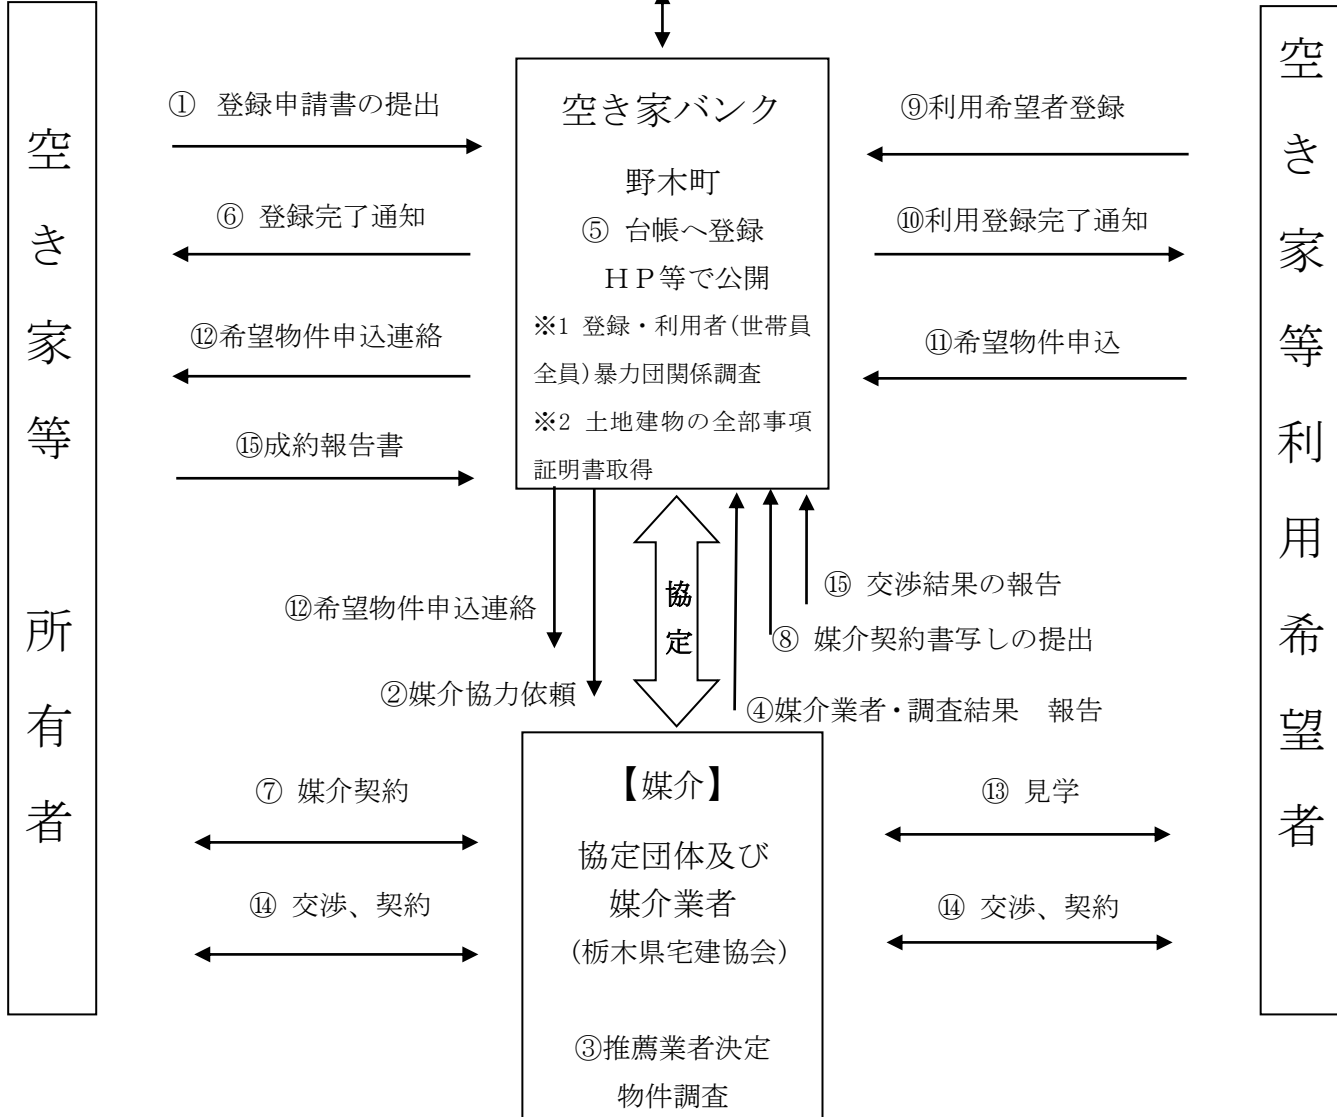 空き家等　所有者
① 登録申請書の提出
⑥ 登録完了通知
⑫希望物件申込連絡
⑮成約報告書
空き家バンク
野木町
⑤ 台帳へ登録
ＨＰ等で公開
※1 登録・利用者(世帯員
全員)暴力団関係調査
※2 土地建物の全部事項
証明書取得
⑨利用希望者登録
⑩利用登録完了通知
⑪希望物件申込
空き家等利用希望者
⑫希望物件申込連絡
②媒介協力依頼
協定
⑮ 交渉結果の報告
⑧ 媒介契約書写しの提出
④媒介業者・調査結果　報告
⑦ 媒介契約
⑭ 交渉、契約
【媒介】
協定団体及び
媒介業者
(栃木県宅建協会)
③推薦業者決定
物件調査
⑬ 見学
⑭ 交渉、契約